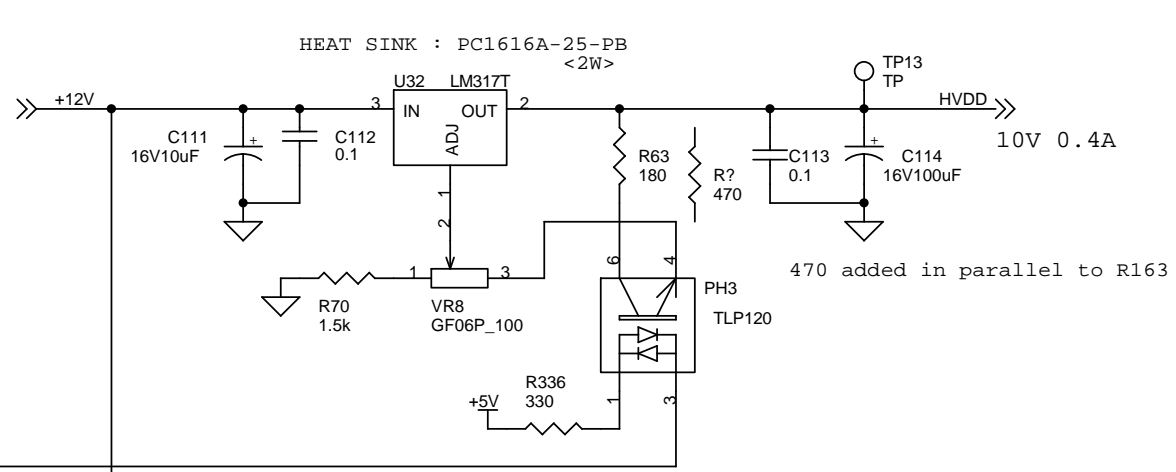 HEAT SINK : PC1616A-25-PB
<2W>
TP13
TP
U32 LM317T
+12V
3
IN OUT
2
HVDD
ADJ
10V 0.4A
C111
16V10uF
+
C112
0.1
R63
180
R?
470
C113
0.1
+
C114
16V100uF
1
2
6
4
470 added in parallel to R163
1
3
R70
1.5k
VR8
GF06P_100
PH3
TLP120
R336
330
+5V
1
3